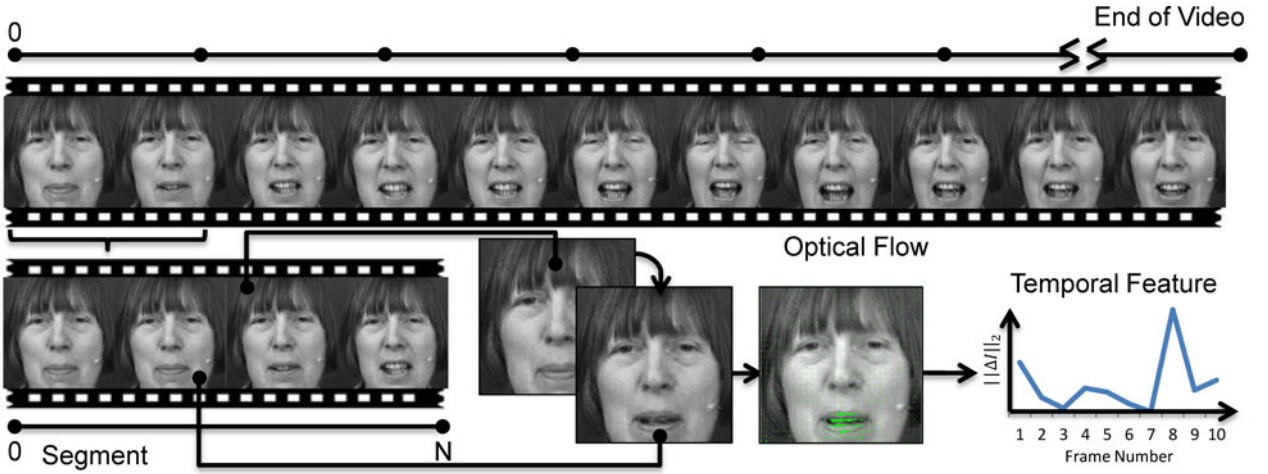 0
End of Video
Optical Flow
Temporal Feature
||ΔI||₂
1 2 3 4 5 6 7 8 9 10
Frame Number
0
N
Segment